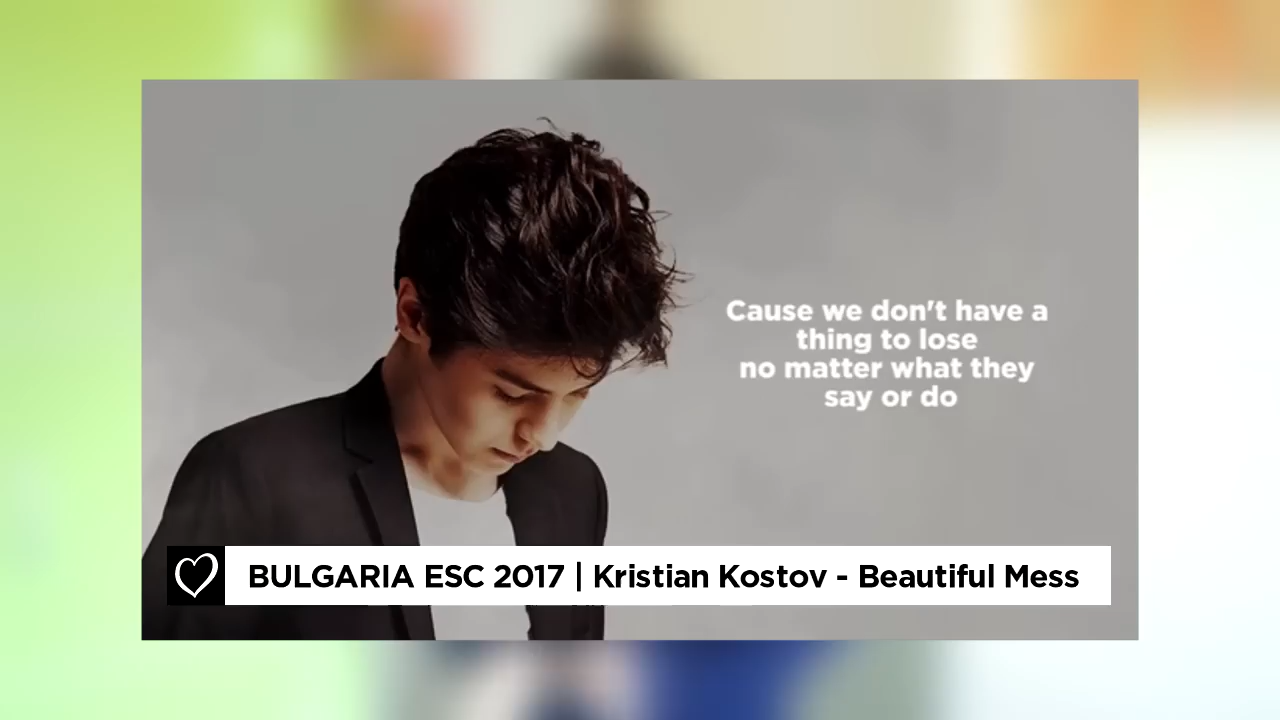 Cause we don't have a
thing to lose
no matter what they
say or do
BULGARIA ESC 2017 | Kristian Kostov - Beautiful Mess